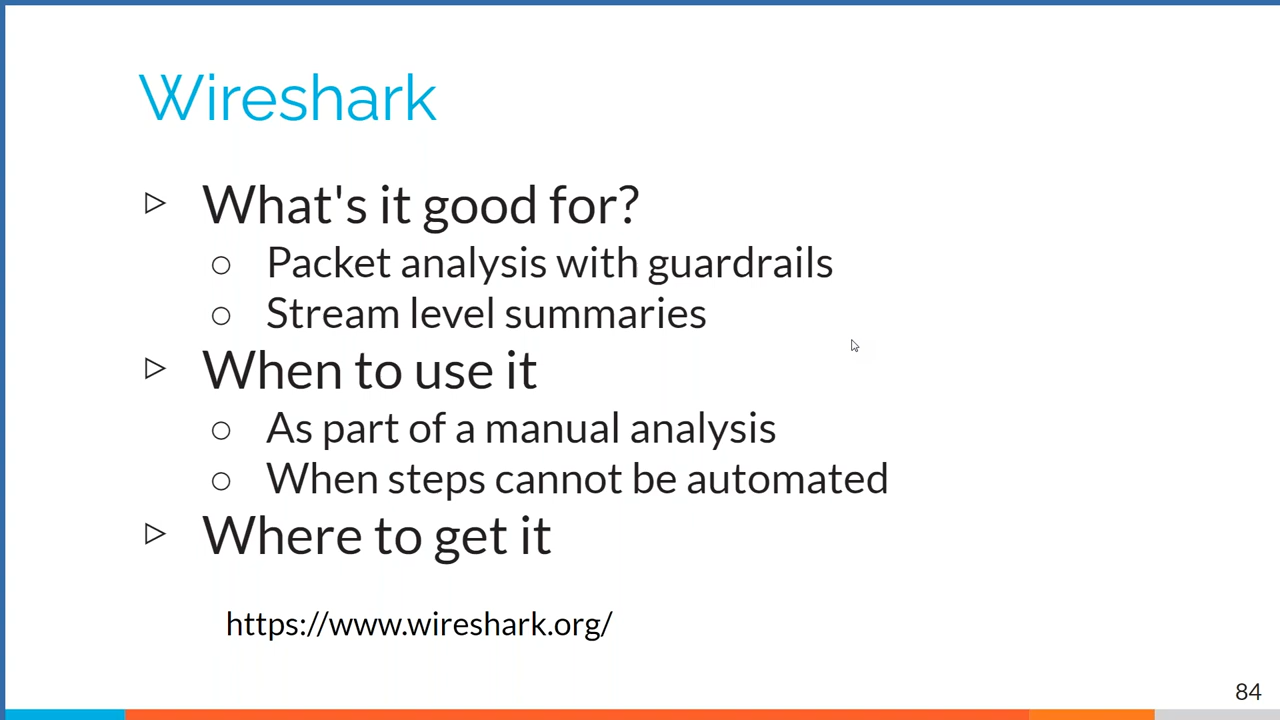 Wireshark
▷ What's it good for?
○ Packet analysis with guardrails
○ Stream level summaries
▷ When to use it
○ As part of a manual analysis
○ When steps cannot be automated
▷ Where to get it
https://www.wireshark.org/
84